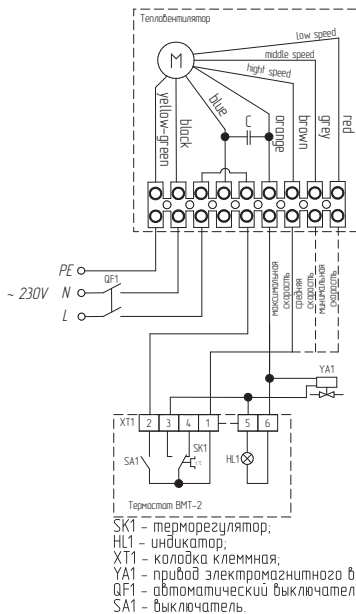 Тепловентилятор
low speed
middle speed
hight speed
M
yellow-green
black
blue
C
orange
brown
grey
red
PE
~ 230V
N
QF1
L
максимальная скорость
средняя скорость
минимальная скорость
YA1
XT1
2
3
4
1
5
6
SA1
SK1
t°C
HL1
Термостат ВМТ-2
SK1 – терморегулятор;
HL1 – индикатор;
XT1 – колодка клеммная;
YA1 – привод электромагнитного в
QF1 – автоматический выключател
SA1 – выключатель.